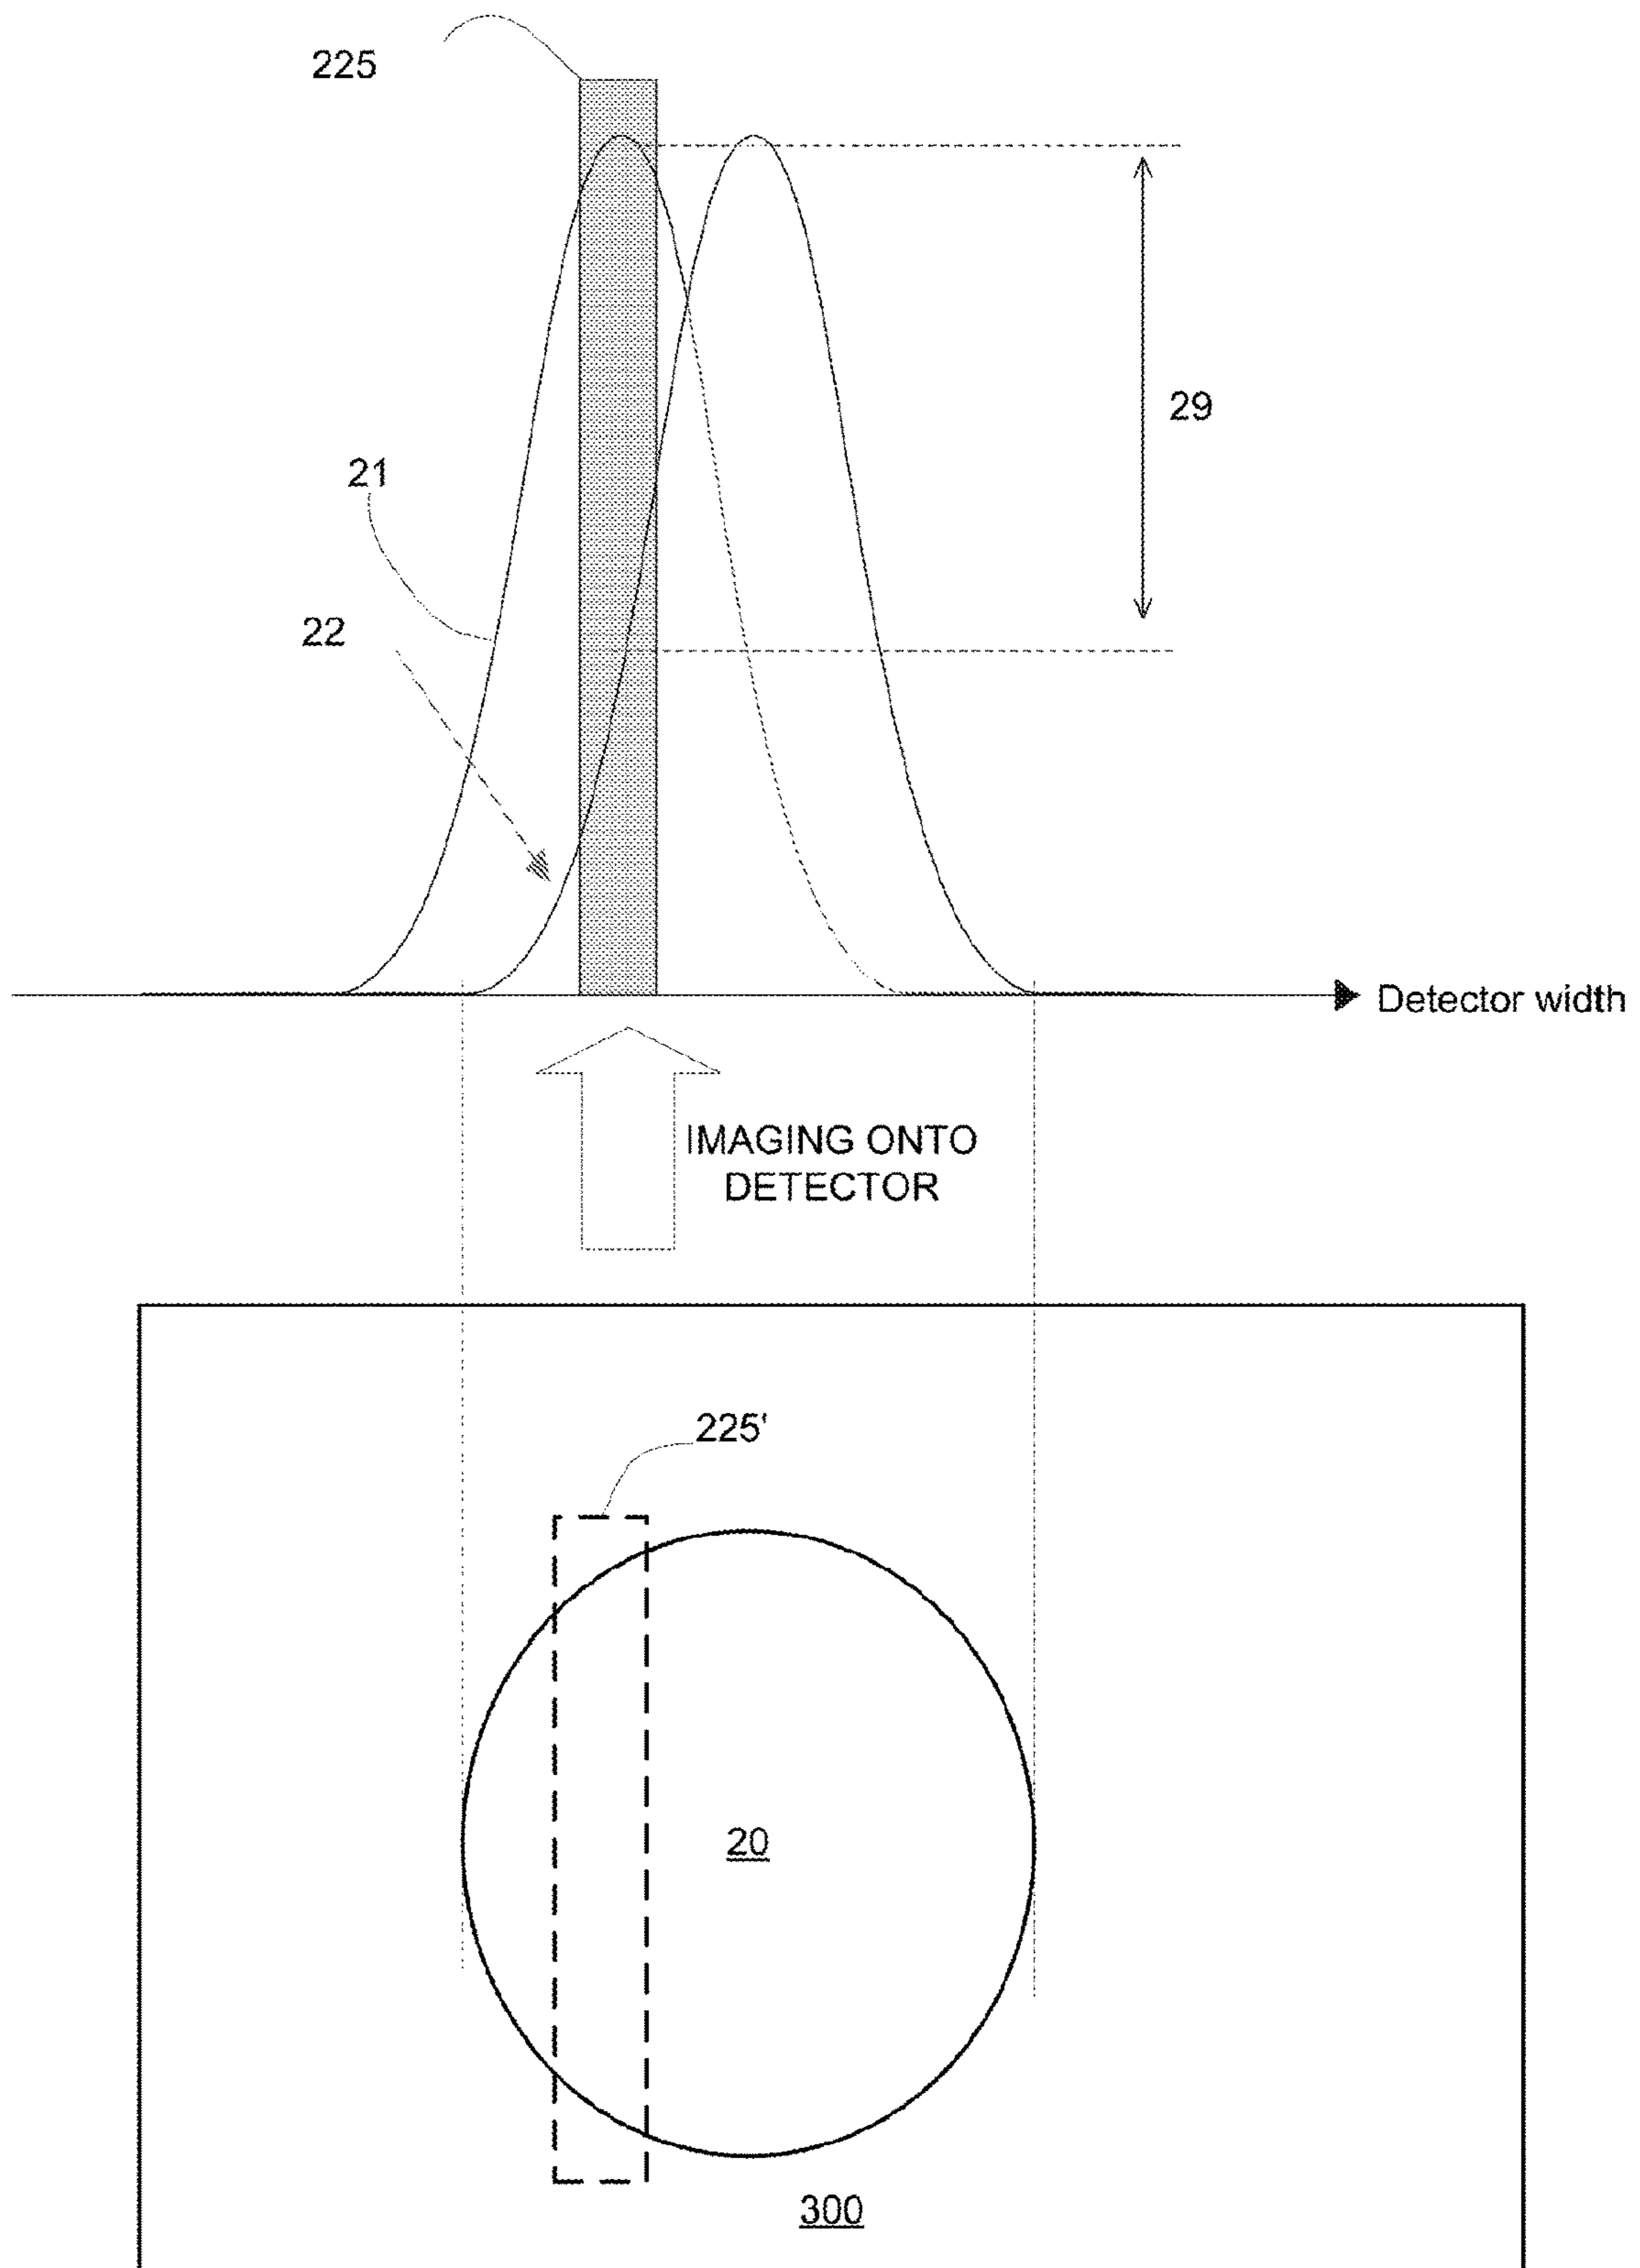 225
29
21
22
Detector width
IMAGING ONTO
DETECTOR
225'
20
300